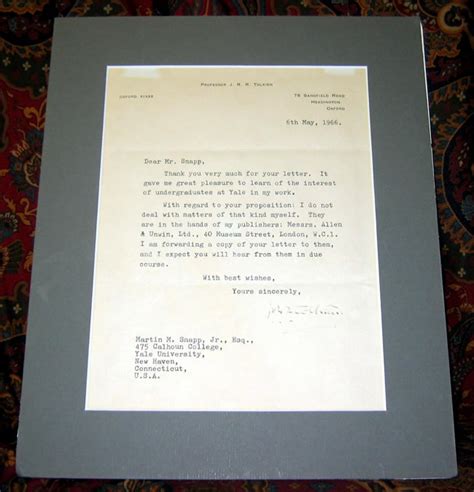 PROFESSOR J. R. R. TOLKIEN
OXFORD
76 SANDFIELD ROAD
HEADINGTON
OXFORD
6th May, 1966.
Dear Mr. Snapp,
Thank you very much for your letter. It
gave me great pleasure to learn of the interest
of undergraduates at Yale in my work.
With regard to your proposition: I do not
deal with matters of that kind myself. They
are in the hands of my publishers: Messrs. Allen
& Unwin, Ltd., 40 Museum Street, London, W.C.1.
I am forwarding a copy of your letter to them,
and I expect you will hear from them in due
course.
With best wishes,
Yours sincerely,
Martin M. Snapp, Jr., Esq.,
475 Calhoun College,
Yale University,
New Haven,
Connecticut,
U.S.A.